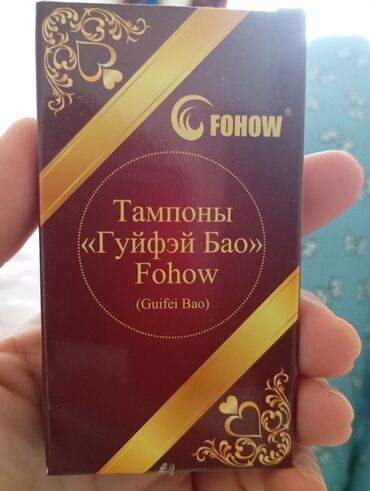 FOHOW®
Тампоны
«Гуйфэй Бао»
Fohow
(Guifei Bao)